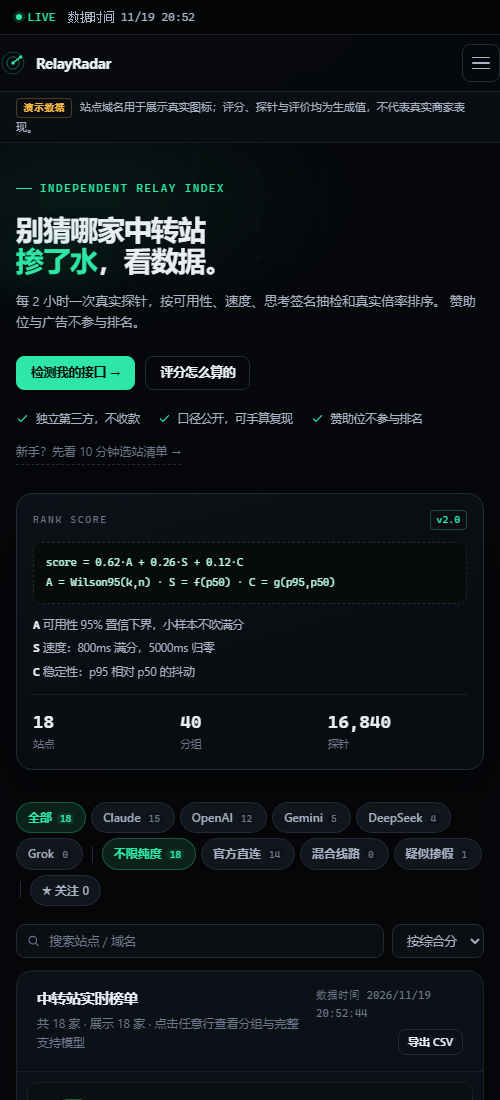 LIVE 数据时间 11/19 20:52
RelayRadar
演示数据 站点域名用于展示真实图标；评分、探针与评价均为生成值，不代表真实商家表
现。
INDEPENDENT RELAY INDEX
别猜哪家中转站
掺了水，看数据。
每 2 小时一次真实探针，按可用性、速度、思考签名抽检和真实倍率排序。 赞助
位与广告不参与排名。
检测我的接口 →
评分怎么算的
✓ 独立第三方，不收款 ✓ 口径公开，可手算复现 ✓ 赞助位不参与排名
新手？先看 10 分钟选站清单 →
RANK SCORE v2.0
score = 0.62·A + 0.26·S + 0.12·C
A = Wilson95(k,n) · S = f(p50) · C = g(p95,p50)
A 可用性 95% 置信下界，小样本不吹满分
S 速度：800ms 满分，5000ms 归零
C 稳定性：p95 相对 p50 的抖动
18 40 16,840
站点 分组 探针
全部 18 Claude 15 OpenAI 12 Gemini 5 DeepSeek 4
Grok 0 不限纯度 18 官方直连 14 混合线路 0 疑似掺假 1
★ 关注 0
搜索站点 / 域名 按综合分
中转站实时榜单
数据时间 2026/11/19
20:52:44
共 18 家 · 展示 18 家 · 点击任意行查看分组与完整
支持模型
导出 CSV